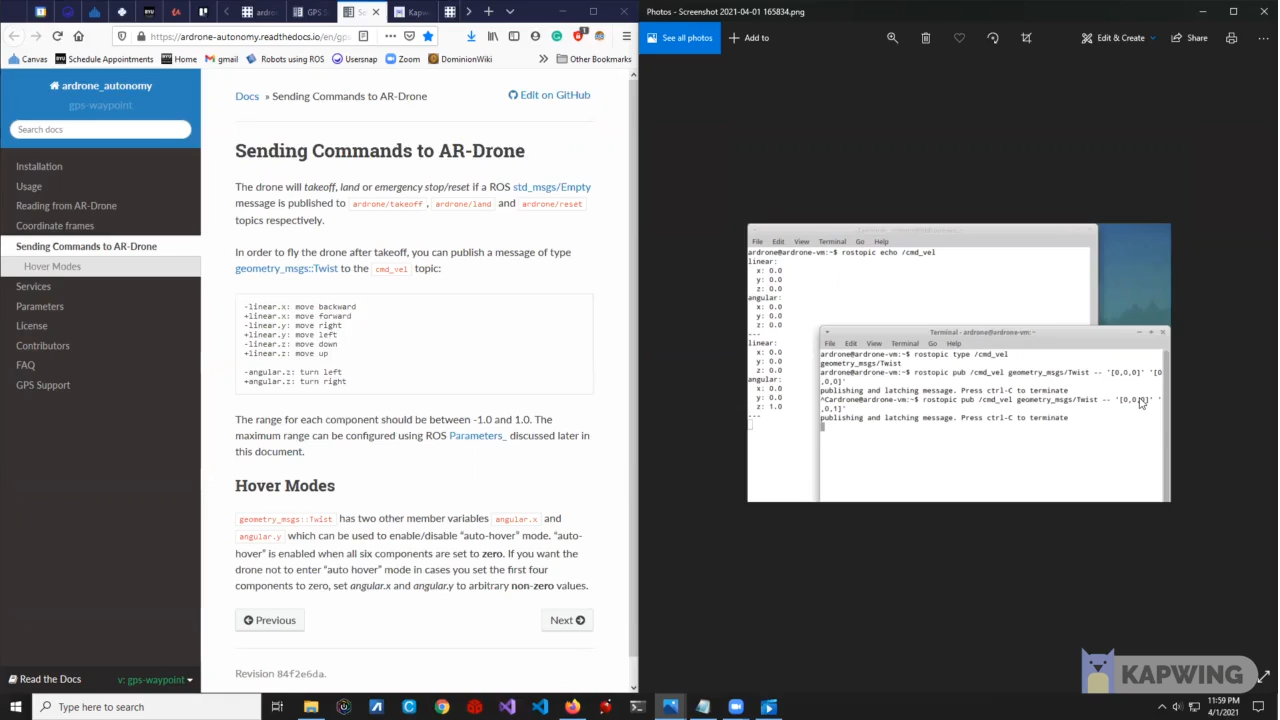 ardrone
GPS S
Se
Kapw
https://ardrone-autonomy.readthedocs.io/en/gps
Canvas
Schedule Appointments
Home
gmail
Robots using ROS
Usersnap
Zoom
DominionWiki
Other Bookmarks
ardrone_autonomy
gps-waypoint
Search docs
Installation
Usage
Reading from AR-Drone
Coordinate frames
Sending Commands to AR-Drone
Hover Modes
Services
Parameters
License
Contributors
FAQ
GPS Support
Read the Docs
v: gps-waypoint
Docs » Sending Commands to AR-Drone
Edit on GitHub
Sending Commands to AR-Drone
The drone will takeoff, land or emergency stop/reset if a ROS std_msgs/Empty
message is published to ardrone/takeoff , ardrone/land and ardrone/reset
topics respectively.
In order to fly the drone after takeoff, you can publish a message of type
geometry_msgs::Twist to the cmd_vel topic:
-linear.x: move backward
+linear.x: move forward
-linear.y: move right
+linear.y: move left
-linear.z: move down
+linear.z: move up
-angular.z: turn left
+angular.z: turn right
The range for each component should be between -1.0 and 1.0. The
maximum range can be configured using ROS Parameters_ discussed later in
this document.
Hover Modes
geometry_msgs::Twist has two other member variables angular.x and
angular.y which can be used to enable/disable “auto-hover” mode. “auto-
hover” is enabled when all six components are set to zero. If you want the
drone not to enter “auto hover” mode in cases you set the first four
components to zero, set angular.x and angular.y to arbitrary non-zero values.
Previous
Next
Revision 84f2e6da.
Photos - Screenshot 2021-04-01 165834.png
See all photos
Add to
Edit & Create
Share
File Edit View Terminal Go Help
ardrone@ardrone-vm:~$ rostopic echo /cmd_vel
linear:
x: 0.0
y: 0.0
z: 0.0
angular:
x: 0.0
y: 0.0
z: 0.0
---
linear:
x: 0.0
y: 0.0
z: 0.0
angular:
x: 0.0
y: 0.0
z: 1.0
---
Terminal - ardrone@ardrone-vm:~
File Edit View Terminal Go Help
ardrone@ardrone-vm:~$ rostopic type /cmd_vel
geometry_msgs/Twist
ardrone@ardrone-vm:~$ rostopic pub /cmd_vel geometry_msgs/Twist -- '[0,0,0]' '[0
,0,0]'
publishing and latching message. Press ctrl-C to terminate
^Cardrone@ardrone-vm:~$ rostopic pub /cmd_vel geometry_msgs/Twist -- '[0,0,0]' '
,0,1]'
publishing and latching message. Press ctrl-C to terminate
KAPWING
Type here to search
11:59 PM
4/1/2021